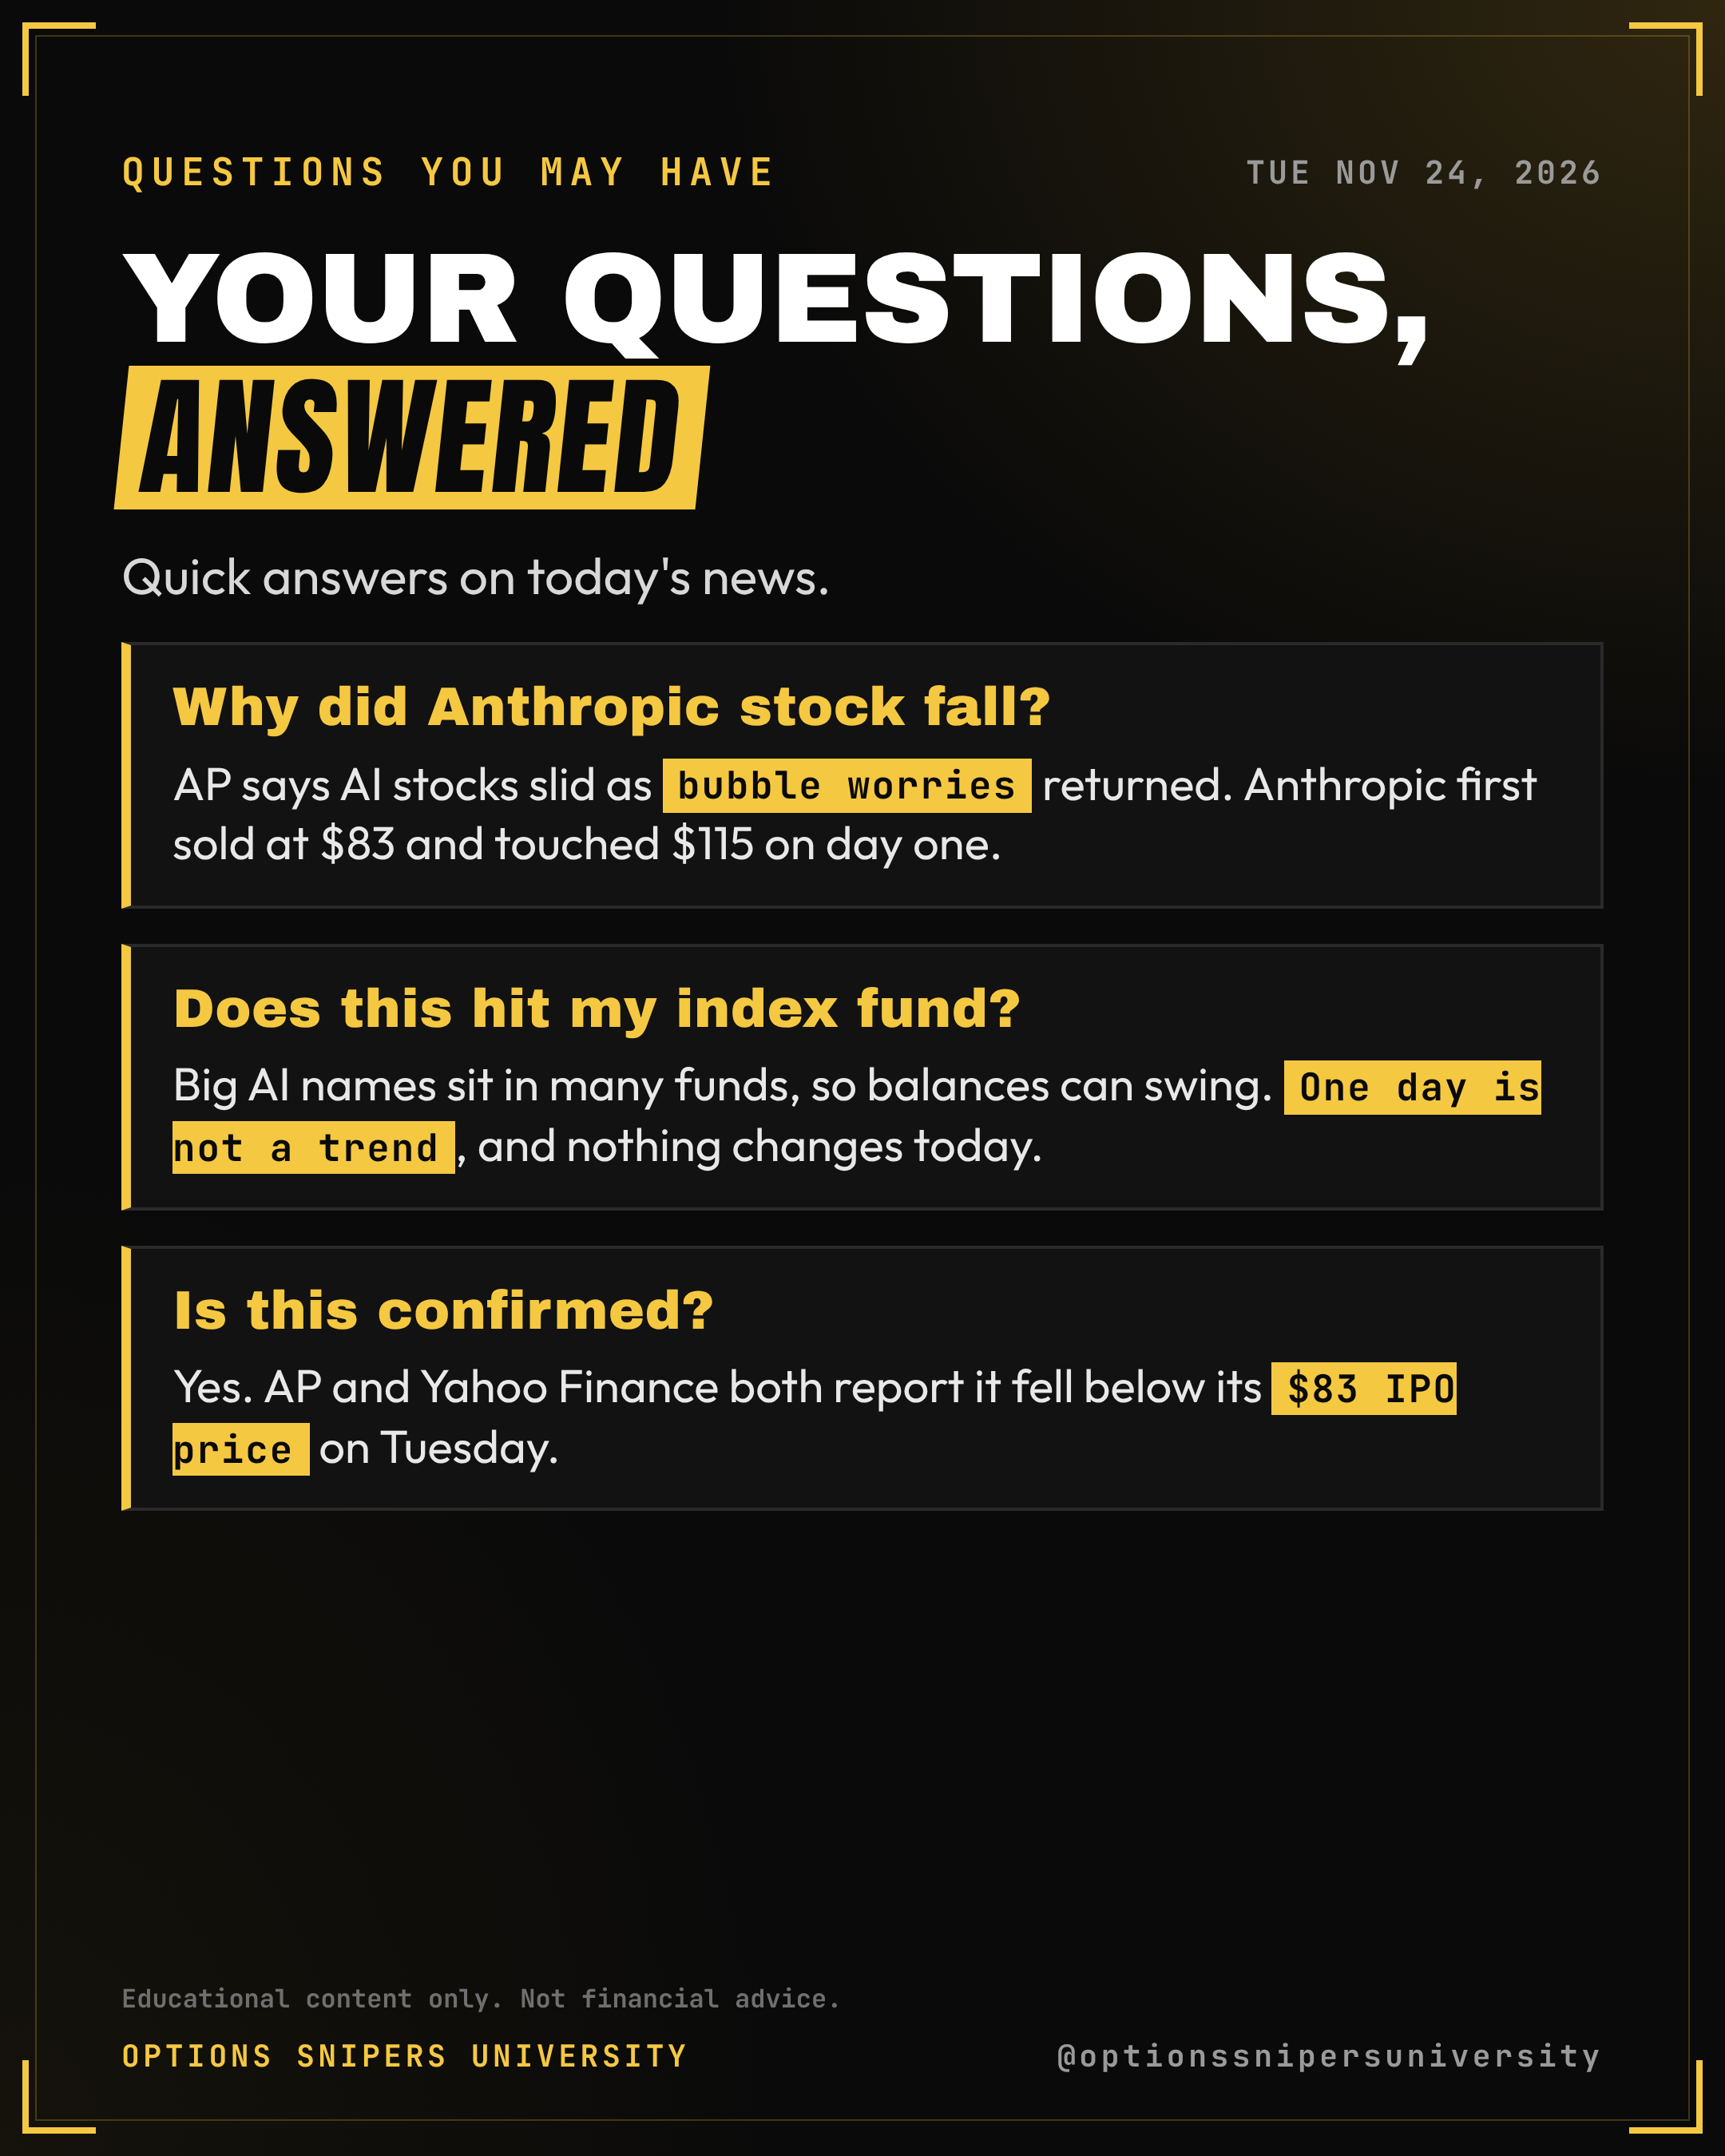 QUESTIONS YOU MAY HAVE
TUE NOV 24, 2026
YOUR QUESTIONS,
ANSWERED
Quick answers on today's news.
Why did Anthropic stock fall?
AP says AI stocks slid as bubble worries returned. Anthropic first
sold at $83 and touched $115 on day one.
Does this hit my index fund?
Big AI names sit in many funds, so balances can swing. One day is
not a trend, and nothing changes today.
Is this confirmed?
Yes. AP and Yahoo Finance both report it fell below its $83 IPO
price on Tuesday.
Educational content only. Not financial advice.
OPTIONS SNIPERS UNIVERSITY
@optionssnipersuniversity